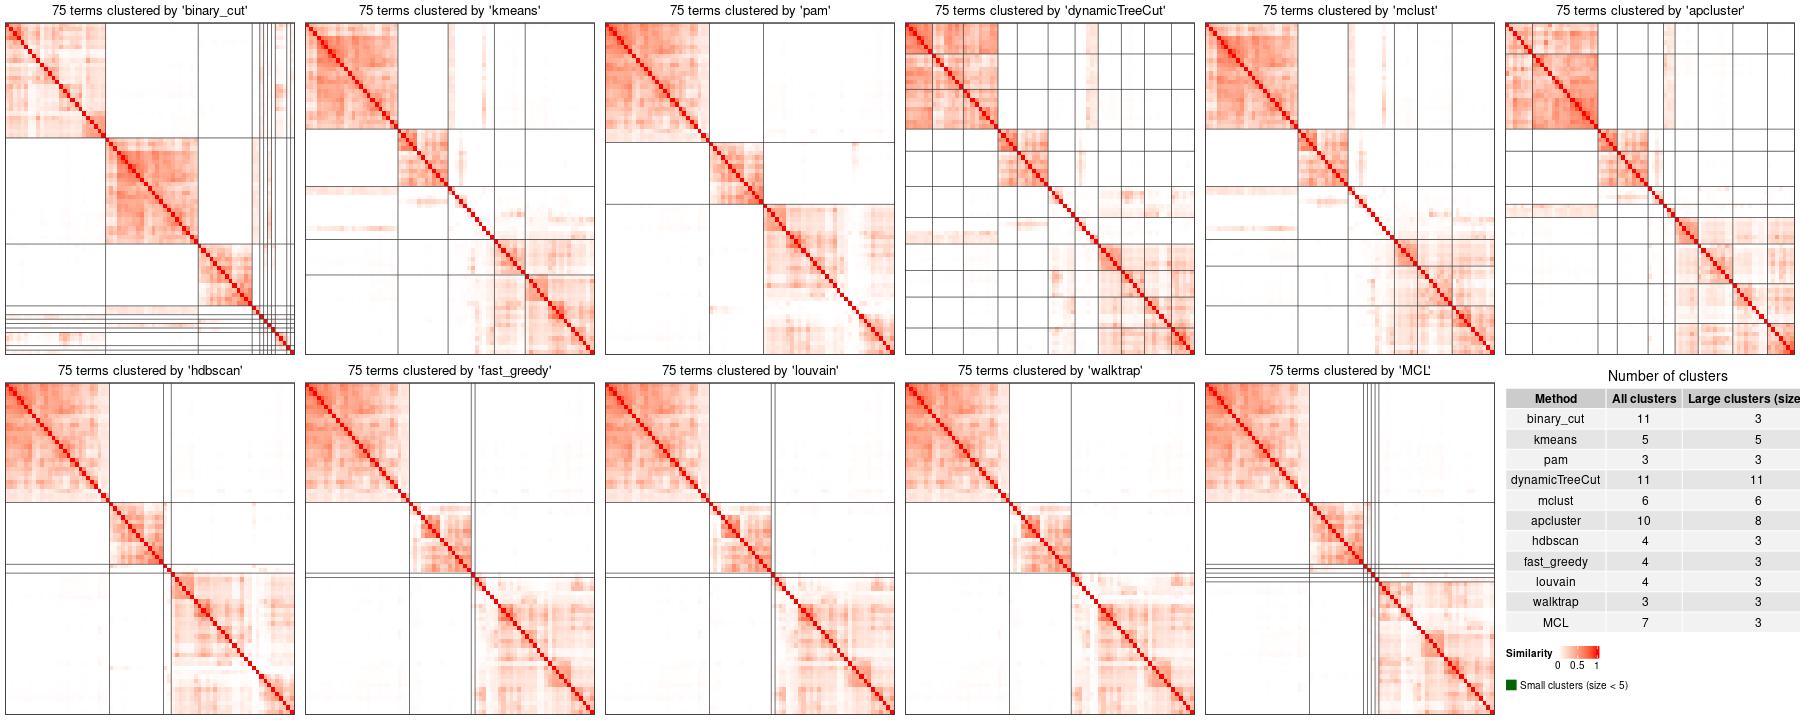 75 terms clustered by 'binary_cut'
75 terms clustered by 'kmeans'
75 terms clustered by 'pam'
75 terms clustered by 'dynamicTreeCut'
75 terms clustered by 'mclust'
75 terms clustered by 'apcluster'
75 terms clustered by 'hdbscan'
75 terms clustered by 'fast_greedy'
75 terms clustered by 'louvain'
75 terms clustered by 'walktrap'
75 terms clustered by 'MCL'
Number of clusters
Method All clusters Large clusters (size
binary_cut 11 3
kmeans 5 5
pam 3 3
dynamicTreeCut 11 11
mclust 6 6
apcluster 10 8
hdbscan 4 3
fast_greedy 4 3
louvain 4 3
walktrap 3 3
MCL 7 3
Similarity
0 0.5 1
Small clusters (size < 5)